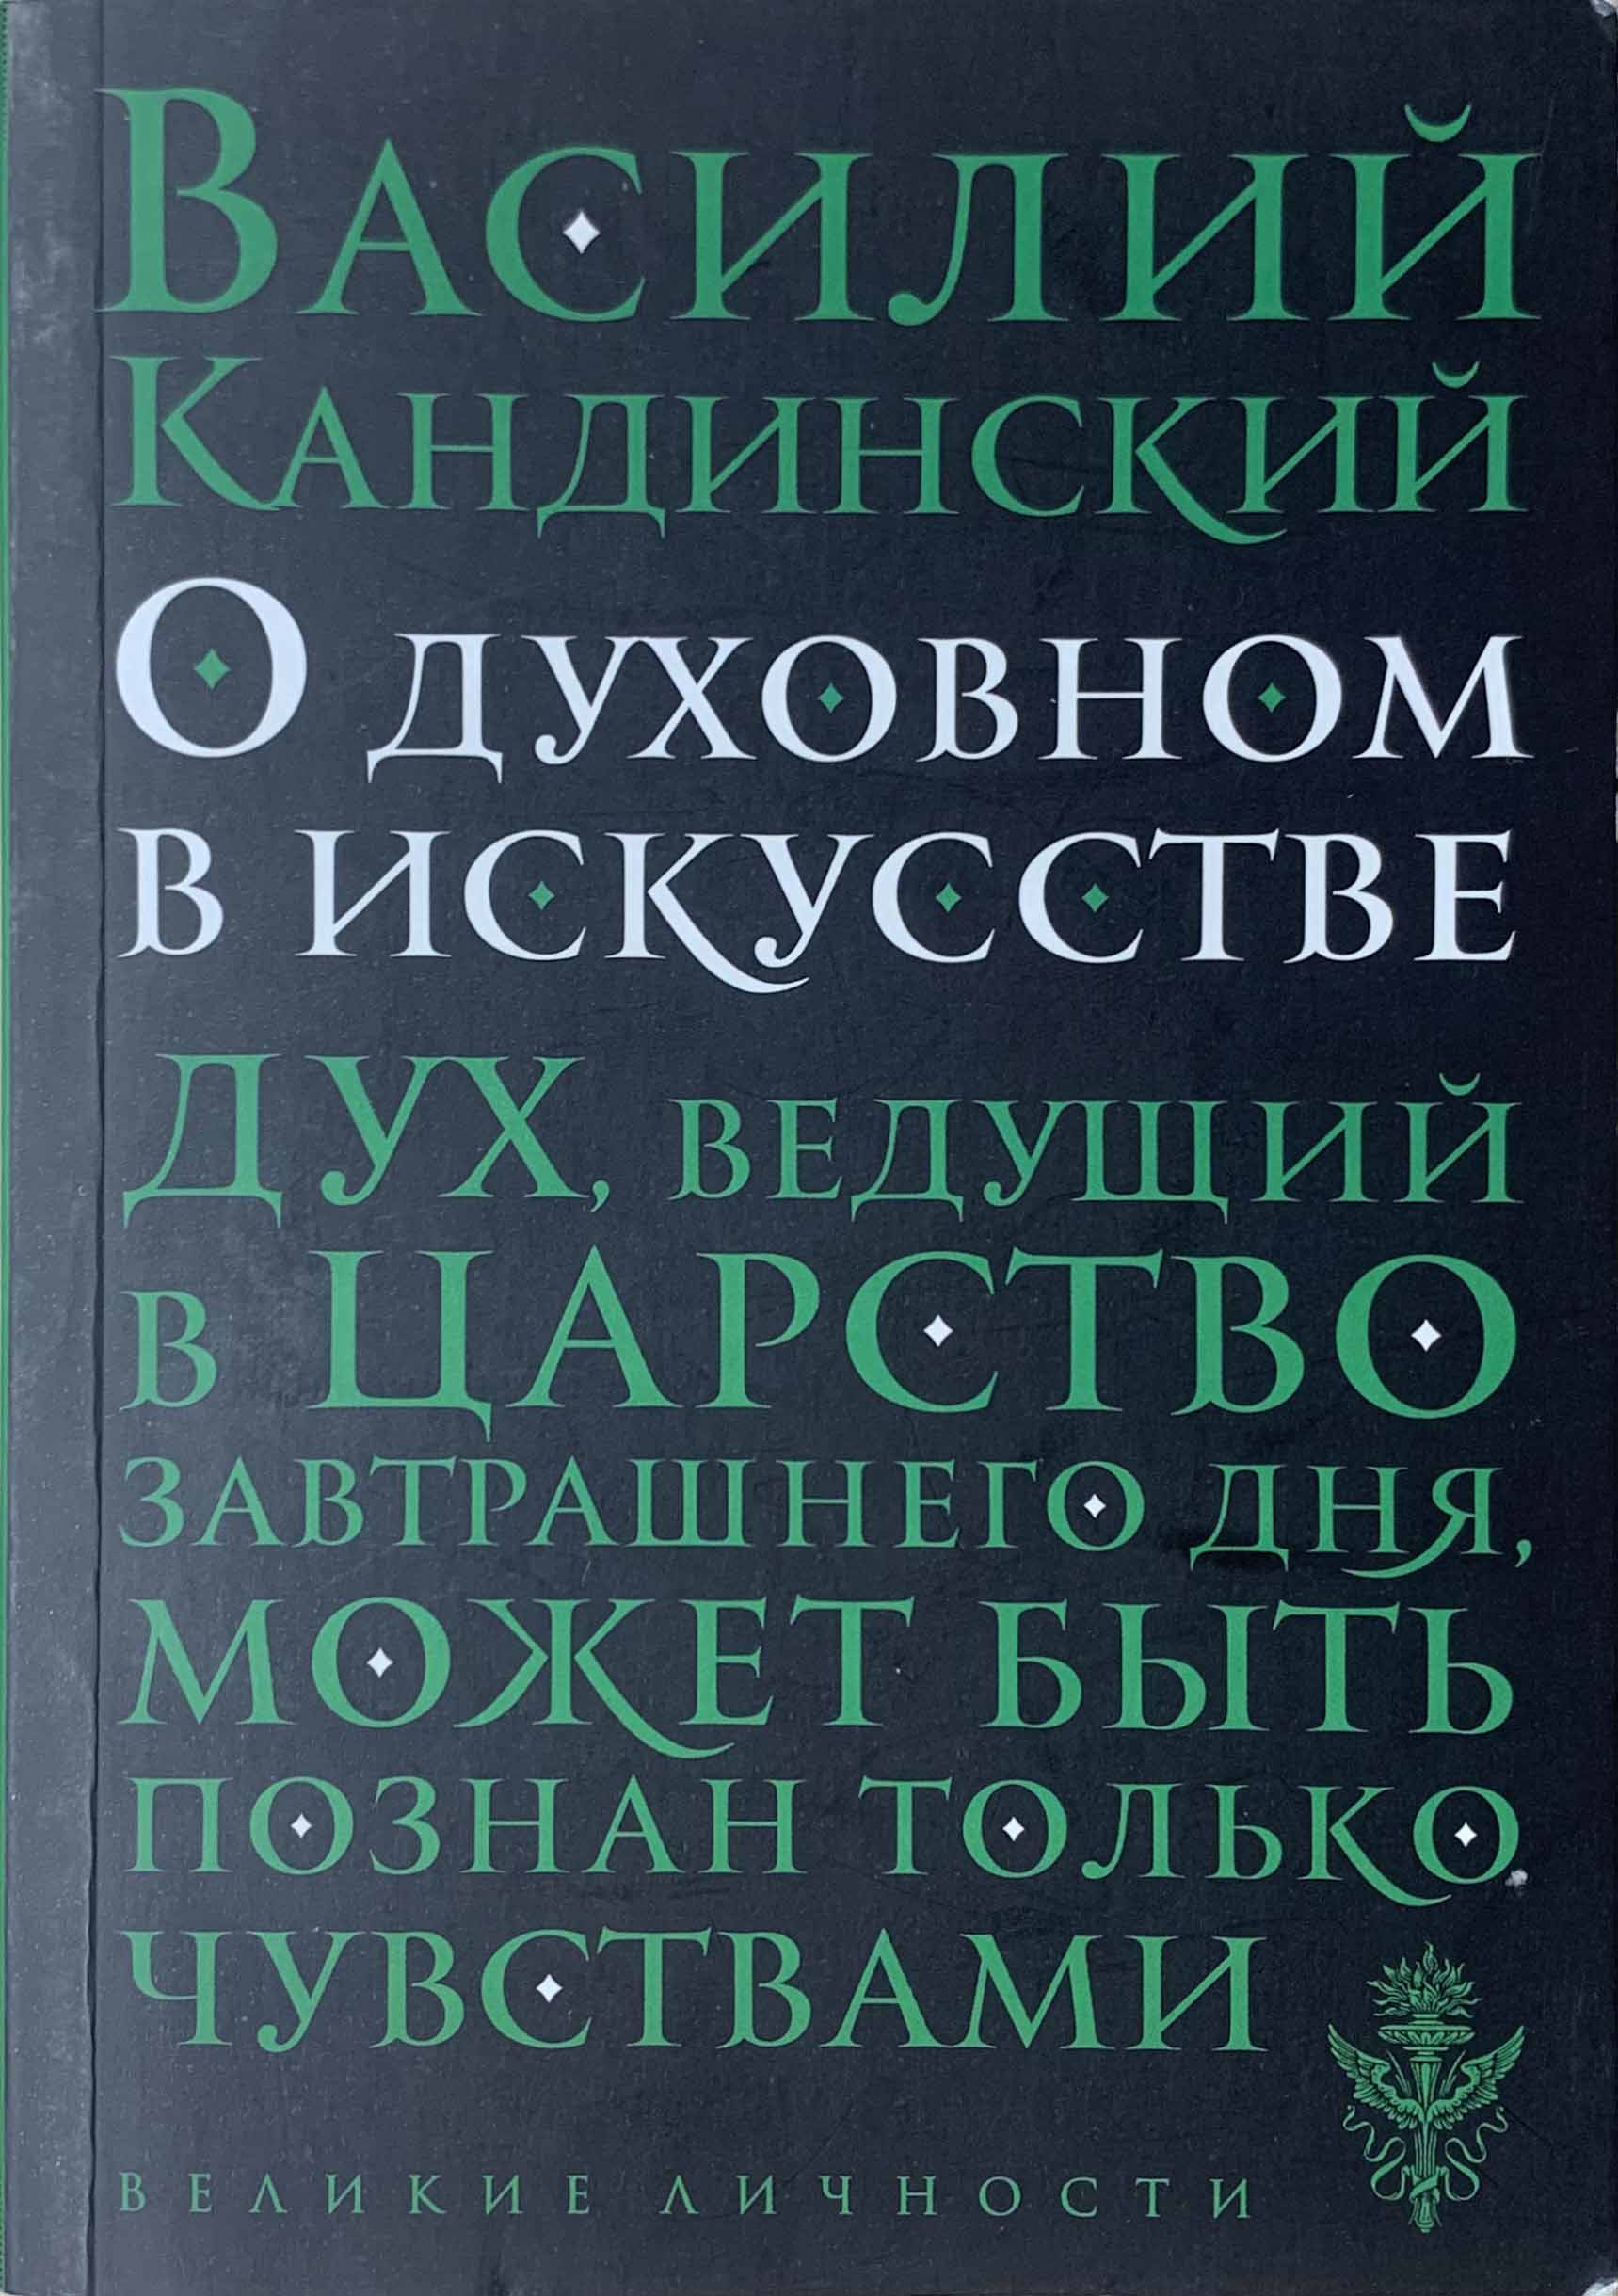 Василий
Кандинский
О духовном
в искусстве
Дух, ведущий
в царство
завтрашнего дня,
может быть
познан только
чувствами
ВЕЛИКИЕ ЛИЧНОСТИ